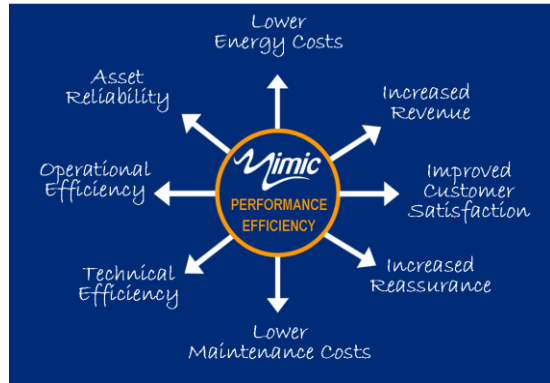 Lower
Energy Costs
Asset
Reliability
Increased
Revenue
Mimic
PERFORMANCE
EFFICIENCY
Operational
Efficiency
Improved
Customer
Satisfaction
Technical
Efficiency
Increased
Reassurance
Lower
Maintenance Costs